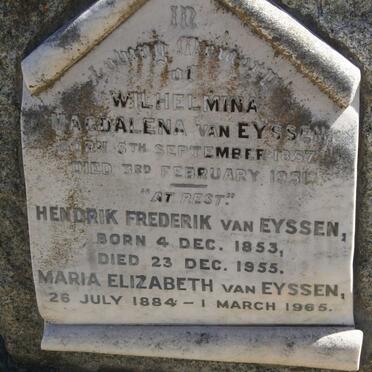 IN
Loving Memory
of
WILHELMINA
MAGDALENA VAN EYSSEN
BORN 5TH SEPTEMBER 1857
DIED 3RD FEBRUARY
"AT REST"
HENDRIK FREDERIK VAN EYSSEN,
BORN 4 DEC. 1853,
DIED 23 DEC. 1955.
MARIA ELIZABETH VAN EYSSEN,
26 JULY 1884 - 1 MARCH 1965.